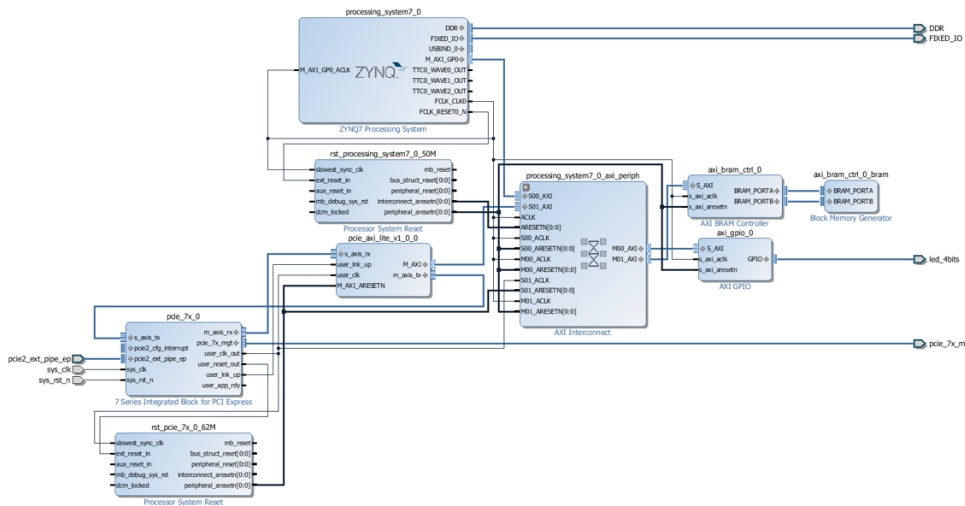 processing_system7_0
M_AXI_GP0_ACLK
ZYNQ
DDR
FIXED_IO
USBIND_0
M_AXI_GP0
TTC0_WAVE0_OUT
TTC0_WAVE1_OUT
TTC0_WAVE2_OUT
FCLK_CLK0
FCLK_RESET0_N
ZYNQ7 Processing System
DDR
FIXED_IO
rst_processing_system7_0_50M
slowest_sync_clk
ext_reset_in
aux_reset_in
mb_debug_sys_rst
dcm_locked
mb_reset
bus_struct_reset[0:0]
peripheral_reset[0:0]
interconnect_aresetn[0:0]
peripheral_aresetn[0:0]
Processor System Reset
pcie_axi_lite_v1_0_0
s_axis_rx
user_lnk_up
user_clk
M_AXI_ARESETN
M_AXI
m_axis_tx
processing_system7_0_axi_periph
S00_AXI
S01_AXI
ACLK
ARESETN[0:0]
S00_ACLK
S00_ARESETN[0:0]
M00_ACLK
M00_ARESETN[0:0]
S01_ACLK
S01_ARESETN[0:0]
M01_ACLK
M01_ARESETN[0:0]
M00_AXI
M01_AXI
AXI Interconnect
axi_bram_ctrl_0
S_AXI
s_axi_aclk
s_axi_aresetn
BRAM_PORTA
BRAM_PORTB
AXI BRAM Controller
axi_bram_ctrl_0_bram
BRAM_PORTA
BRAM_PORTB
Block Memory Generator
axi_gpio_0
S_AXI
s_axi_aclk
s_axi_aresetn
GPIO
AXI GPIO
led_4bits
pcie_7x_0
s_axis_tx
pcie2_cfg_interrupt
pcie2_ext_pipe_ep
sys_clk
sys_rst_n
m_axis_rx
pcie_7x_mgt
user_clk_out
user_reset_out
user_lnk_up
user_app_rdy
7 Series Integrated Block for PCI Express
pcie2_ext_pipe_ep
sys_clk
sys_rst_n
pcie_7x_m
rst_pcie_7x_0_62M
slowest_sync_clk
ext_reset_in
aux_reset_in
mb_debug_sys_rst
dcm_locked
mb_reset
bus_struct_reset[0:0]
peripheral_reset[0:0]
interconnect_aresetn[0:0]
peripheral_aresetn[0:0]
Processor System Reset